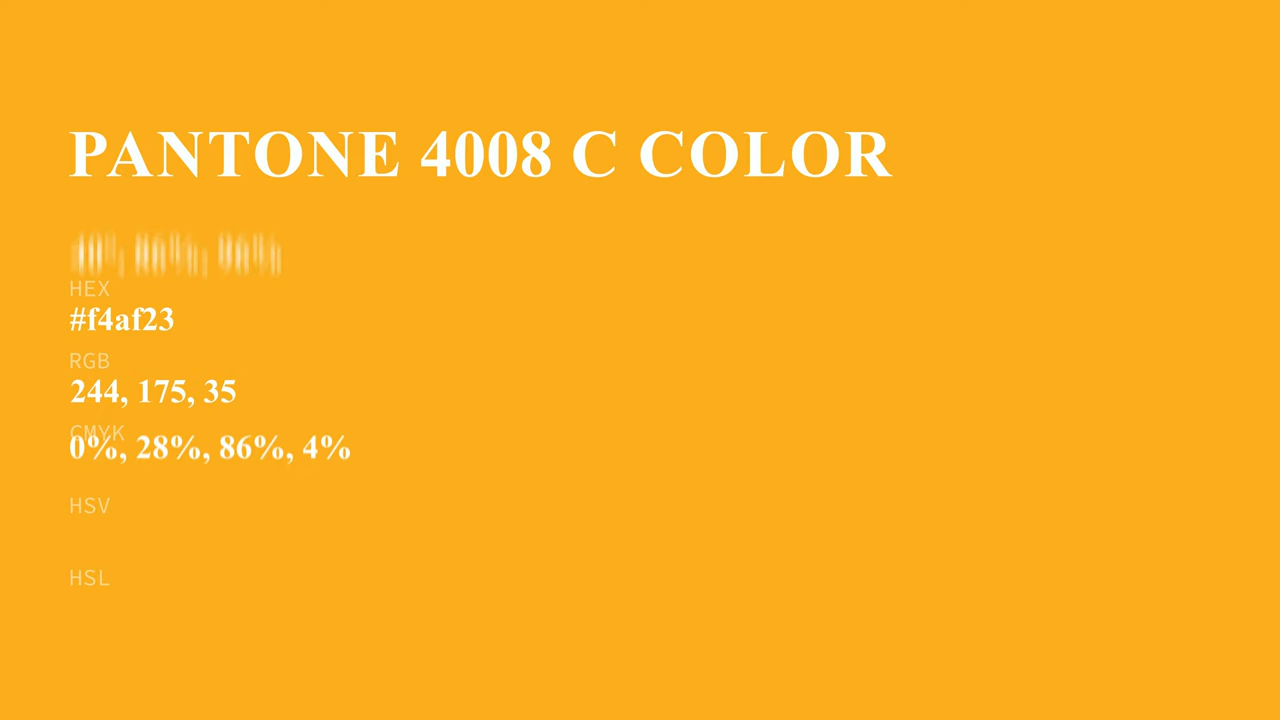 PANTONE 4008 C COLOR
HEX
#f4af23
RGB
244, 175, 35
CMYK
0%, 28%, 86%, 4%
HSV
HSL